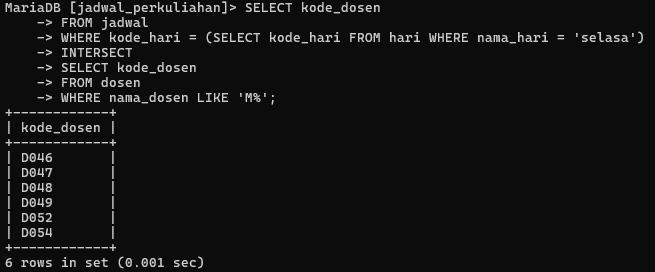 MariaDB [jadwal_perkuliahan]> SELECT kode_dosen
    -> FROM jadwal
    -> WHERE kode_hari = (SELECT kode_hari FROM hari WHERE nama_hari = 'selasa')
    -> INTERSECT
    -> SELECT kode_dosen
    -> FROM dosen
    -> WHERE nama_dosen LIKE 'M%';
+------------+
| kode_dosen |
+------------+
| D046       |
| D047       |
| D048       |
| D049       |
| D052       |
| D054       |
+------------+
6 rows in set (0.001 sec)